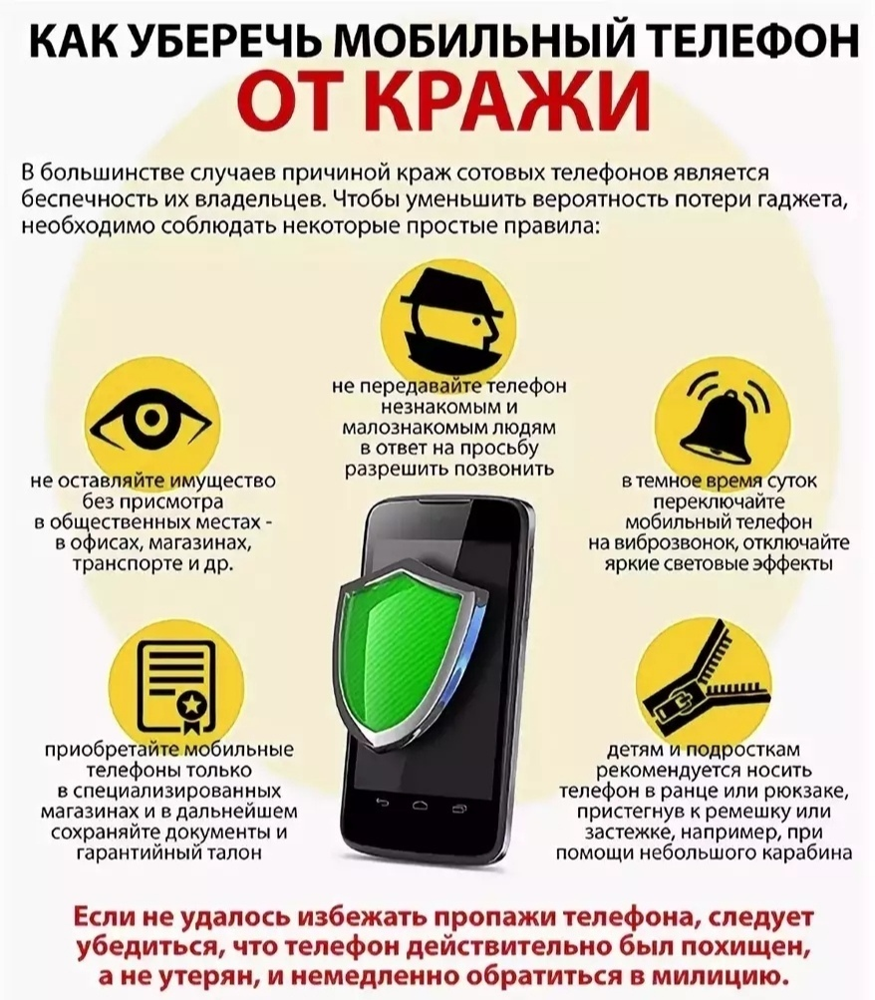 КАК УБЕРЕЧЬ МОБИЛЬНЫЙ ТЕЛЕФОН
ОТ КРАЖИ
В большинстве случаев причиной краж сотовых телефонов является
беспечность их владельцев. Чтобы уменьшить вероятность потери гаджета,
необходимо соблюдать некоторые простые правила:
не передавайте телефон
незнакомым и
малознакомым людям
в ответ на просьбу
разрешить позвонить
не оставляйте имущество
без присмотра
в общественных местах -
в офисах, магазинах,
транспорте и др.
в темное время суток
переключайте
мобильный телефон
на виброзвонок, отключайте
яркие световые эффекты
приобретайте мобильные
телефоны только
в специализированных
магазинах и в дальнейшем
сохраняйте документы и
гарантийный талон
детям и подросткам
рекомендуется носить
телефон в ранце или рюкзаке,
пристегнув к ремешку или
застежке, например, при
помощи небольшого карабина
Если не удалось избежать пропажи телефона, следует
убедиться, что телефон действительно был похищен,
а не утерян, и немедленно обратиться в милицию.